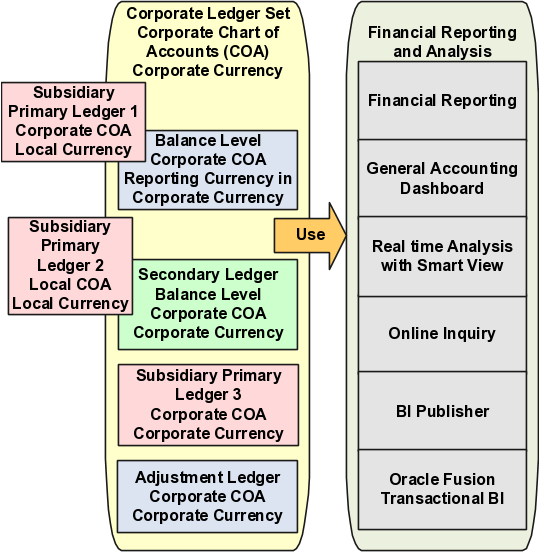 Corporate Ledger Set
Corporate Chart of
Accounts (COA)
Corporate Currency
Subsidiary
Primary Ledger 1
Corporate COA
Local Currency
Balance Level
Corporate COA
Reporting Currency in
Corporate Currency
Subsidiary
Primary
Ledger 2
Local COA
Local Currency
Secondary Ledger
Balance Level
Corporate COA
Corporate Currency
Subsidiary Primary
Ledger 3
Corporate COA
Corporate Currency
Adjustment Ledger
Corporate COA
Corporate Currency
Use
Financial Reporting
and Analysis
Financial Reporting
General Accounting
Dashboard
Real time Analysis
with Smart View
Online Inquiry
BI Publisher
Oracle Fusion
Transactional BI